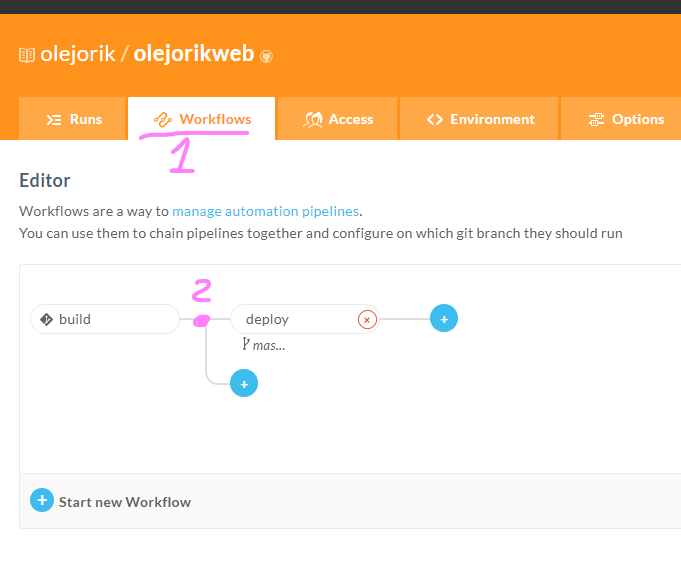 olejorik / olejorikweb
Runs
Workflows
Access
Environment
Options
1
Editor
Workflows are a way to manage automation pipelines.
You can use them to chain pipelines together and configure on which git branch they should run
2
build
deploy
mas...
Start new Workflow